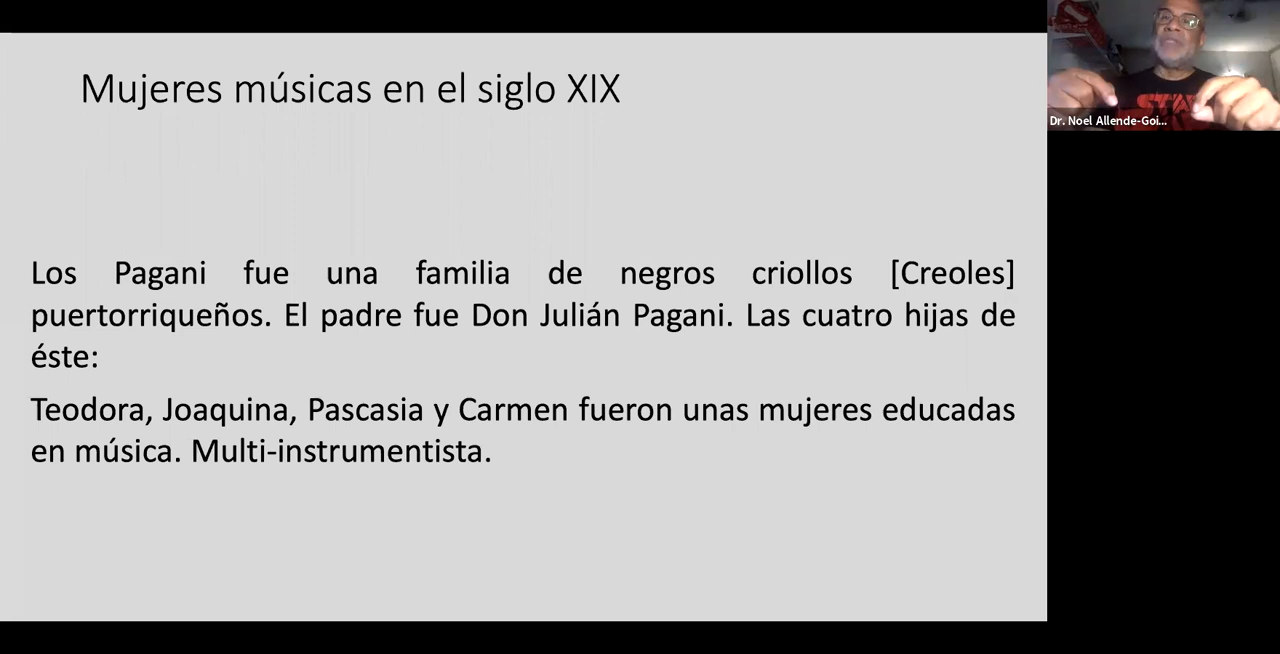 Mujeres músicas en el siglo XIX
Los Pagani fue una familia de negros criollos [Creoles]
puertorriqueños. El padre fue Don Julián Pagani. Las cuatro hijas de
éste:
Teodora, Joaquina, Pascasia y Carmen fueron unas mujeres educadas
en música. Multi-instrumentista.
Dr. Noel Allende-Goi...